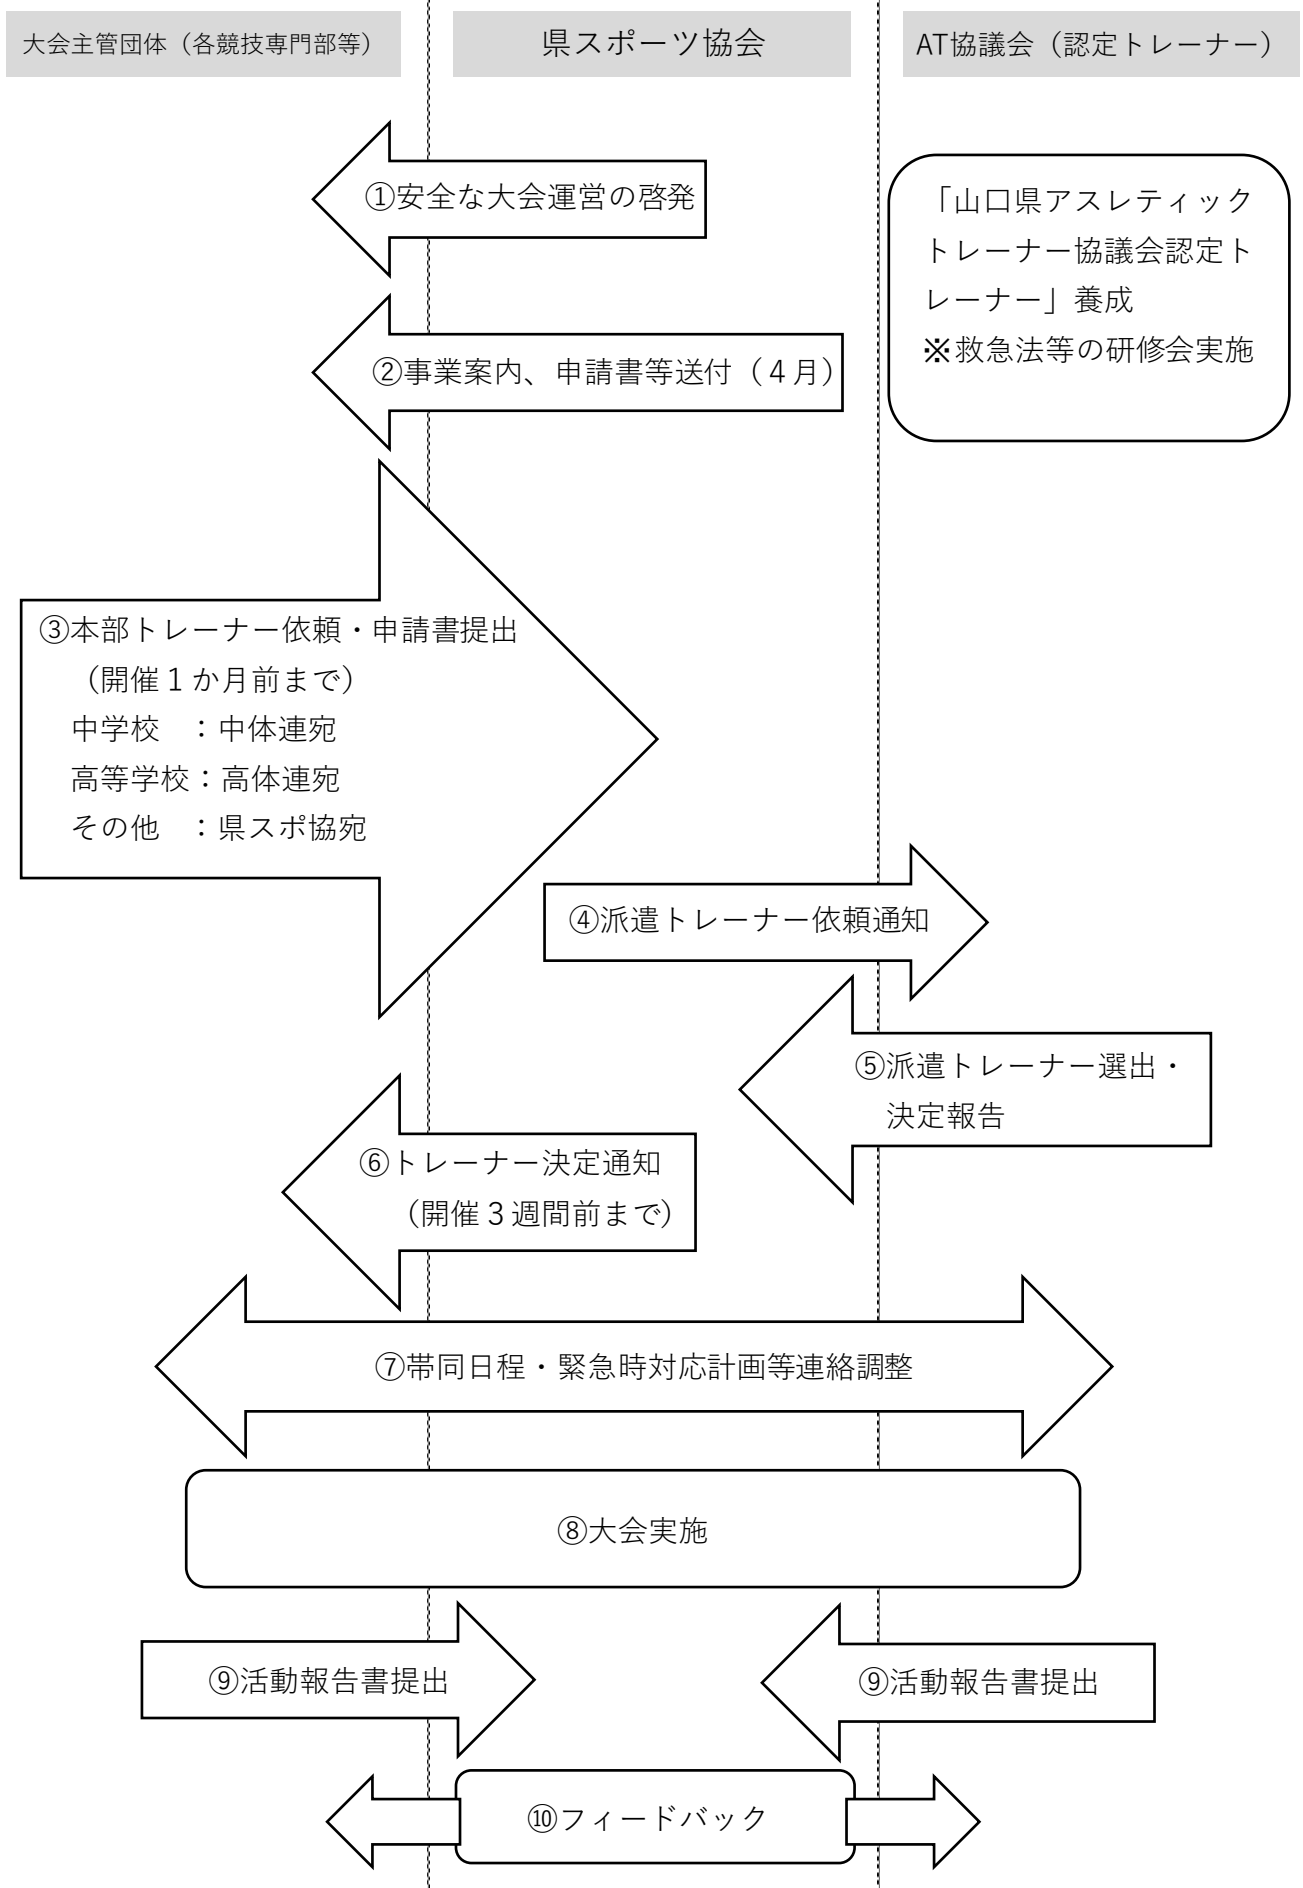 大会主管団体（各競技専門部等）
県スポーツ協会
AT協議会（認定トレーナー）
①安全な大会運営の啓発
「山口県アスレティック
トレーナー協議会認定ト
レーナー」養成
※救急法等の研修会実施
②事業案内、申請書等送付（４月）
③本部トレーナー依頼・申請書提出
（開催１か月前まで）
中学校　：中体連宛
高等学校：高体連宛
その他　：県スポ協宛
④派遣トレーナー依頼通知
⑤派遣トレーナー選出・
決定報告
⑥トレーナー決定通知
（開催３週間前まで）
⑦帯同日程・緊急時対応計画等連絡調整
⑧大会実施
⑨活動報告書提出
⑨活動報告書提出
⑩フィードバック